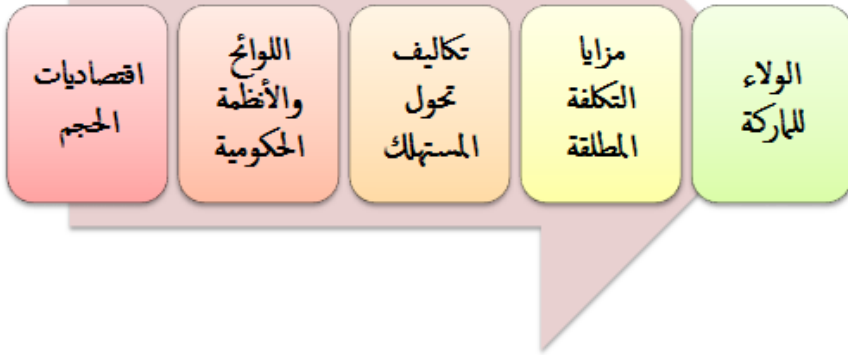 الولاء
للماركة
مزايا
التكلفة
المطلقة
تكاليف
تحول
المستهلك
اللوائح
والأنظمة
الحكومية
اقتصاديات
الحجم